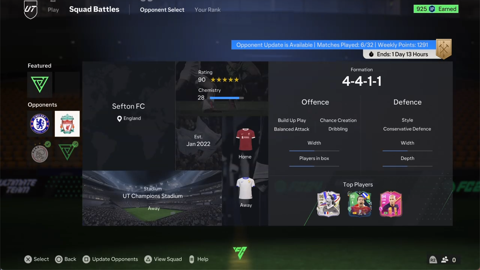 UT
Play
Squad Battles
Opponent Select
Your Rank
925 Earned
Opponent Update is Available | Matches Played: 6/32 | Weekly Points: 1291
Ends: 1 Day 13 Hours
Featured
Opponents
Sefton FC
England
Rating
90
Chemistry
28
Est.
Jan 2022
Home
Away
Stadium
UT Champions Stadium
Away
Formation
4-4-1-1
Offence
Build Up Play
Balanced Attack
Chance Creation
Dribbling
Width
Players in box
Defence
Style
Conservative Defence
Width
Depth
Top Players
Select
Back
Update Opponents
View Squad
Help
0